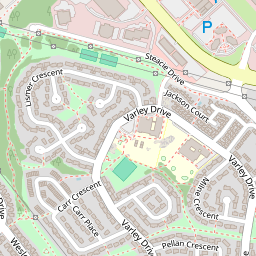 P
Steacie Drive
Lismer Crescent
Jackson Court
Varley Drive
Varley Drive
Milne Crescent
Carr Crescent
Carr Place
Varley Drive
Pellan Crescent